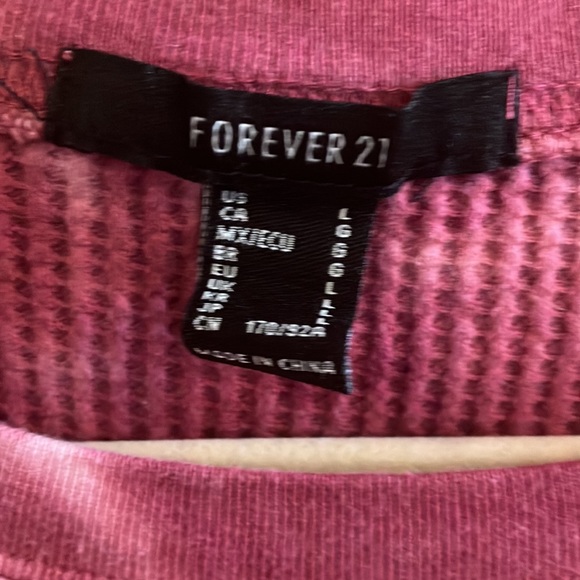 FOREVER 21
US L
CA G
MX/ECU G
BR G
EU L
UK L
KR L
JP L
CN 170/92A
MADE IN CHINA